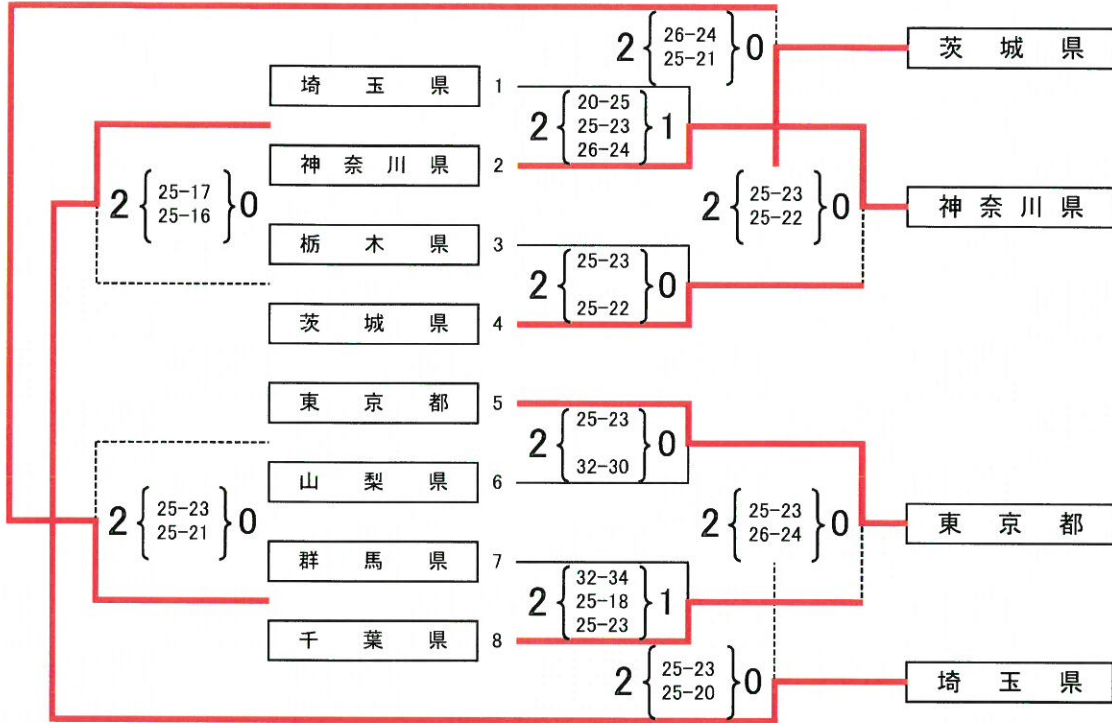 2 { 26-24 25-21 } 0
茨城県
埼玉県 1
2 { 20-25 25-23 26-24 } 1
神奈川県 2
2 { 25-17 25-16 } 0
2 { 25-23 25-22 } 0
神奈川県
栃木県 3
2 { 25-23 25-22 } 0
茨城県 4
東京都 5
2 { 25-23 32-30 } 0
山梨県 6
2 { 25-23 25-21 } 0
2 { 25-23 26-24 } 0
東京都
群馬県 7
2 { 32-34 25-18 25-23 } 1
千葉県 8
2 { 25-23 25-20 } 0
埼玉県